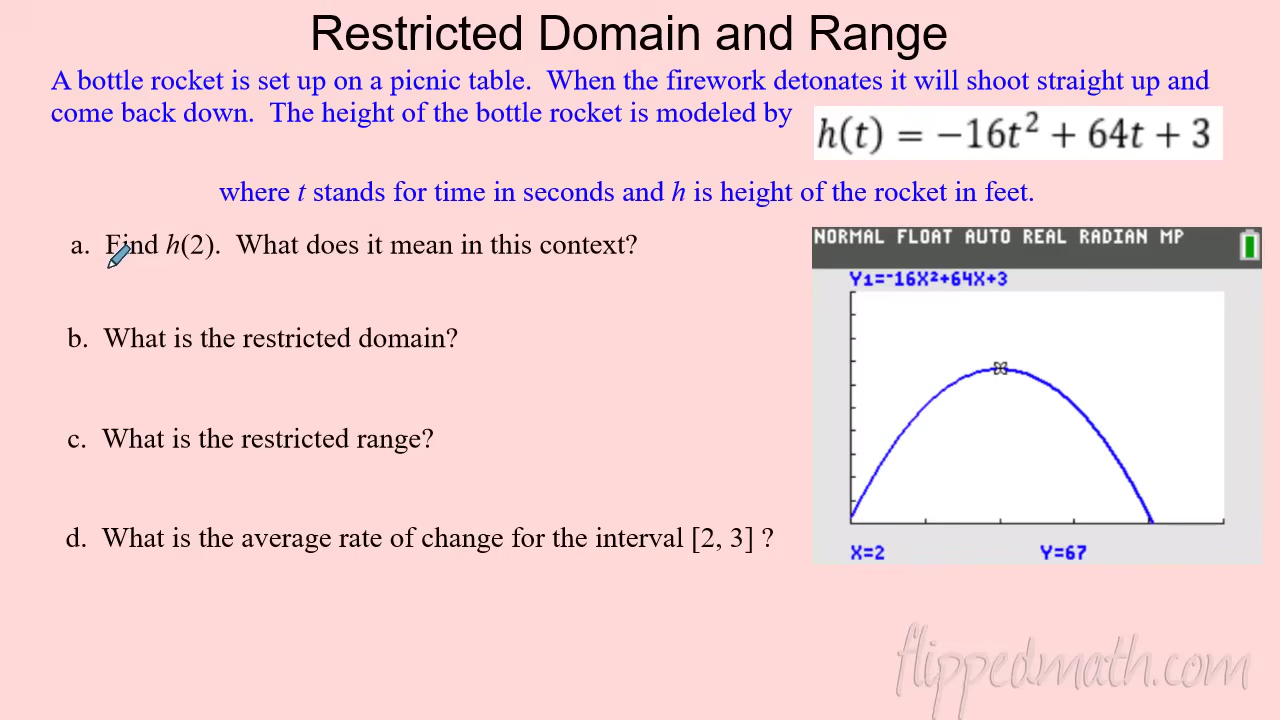 Restricted Domain and Range
A bottle rocket is set up on a picnic table. When the firework detonates it will shoot straight up and
come back down. The height of the bottle rocket is modeled by
h(t) = −16t² + 64t + 3
where t stands for time in seconds and h is height of the rocket in feet.
a. Find h(2). What does it mean in this context?
NORMAL FLOAT AUTO REAL RADIAN MP
Y1=-16X²+64X+3
b. What is the restricted domain?
c. What is the restricted range?
d. What is the average rate of change for the interval [2, 3] ?
X=2 Y=67
flippedmath.com